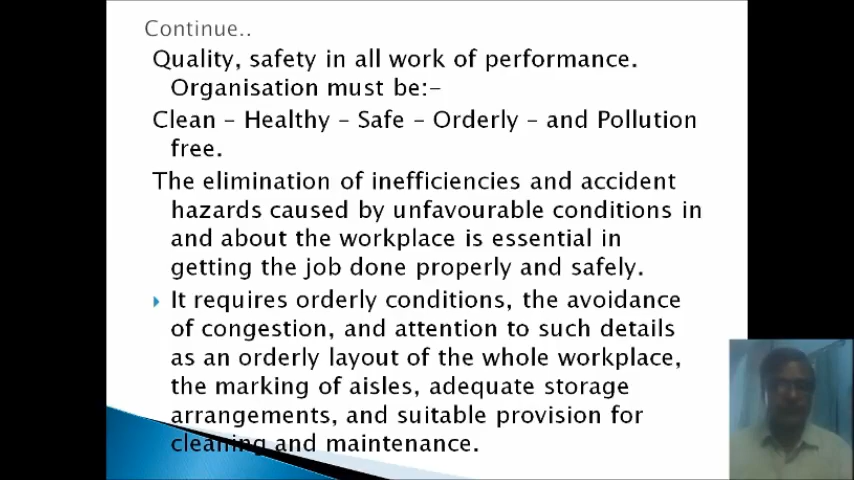 Continue..
Quality, safety in all work of performance.
Organisation must be:-
Clean – Healthy – Safe – Orderly – and Pollution
free.
The elimination of inefficiencies and accident
hazards caused by unfavourable conditions in
and about the workplace is essential in
getting the job done properly and safely.
It requires orderly conditions, the avoidance
of congestion, and attention to such details
as an orderly layout of the whole workplace,
the marking of aisles, adequate storage
arrangements, and suitable provision for
cleaning and maintenance.